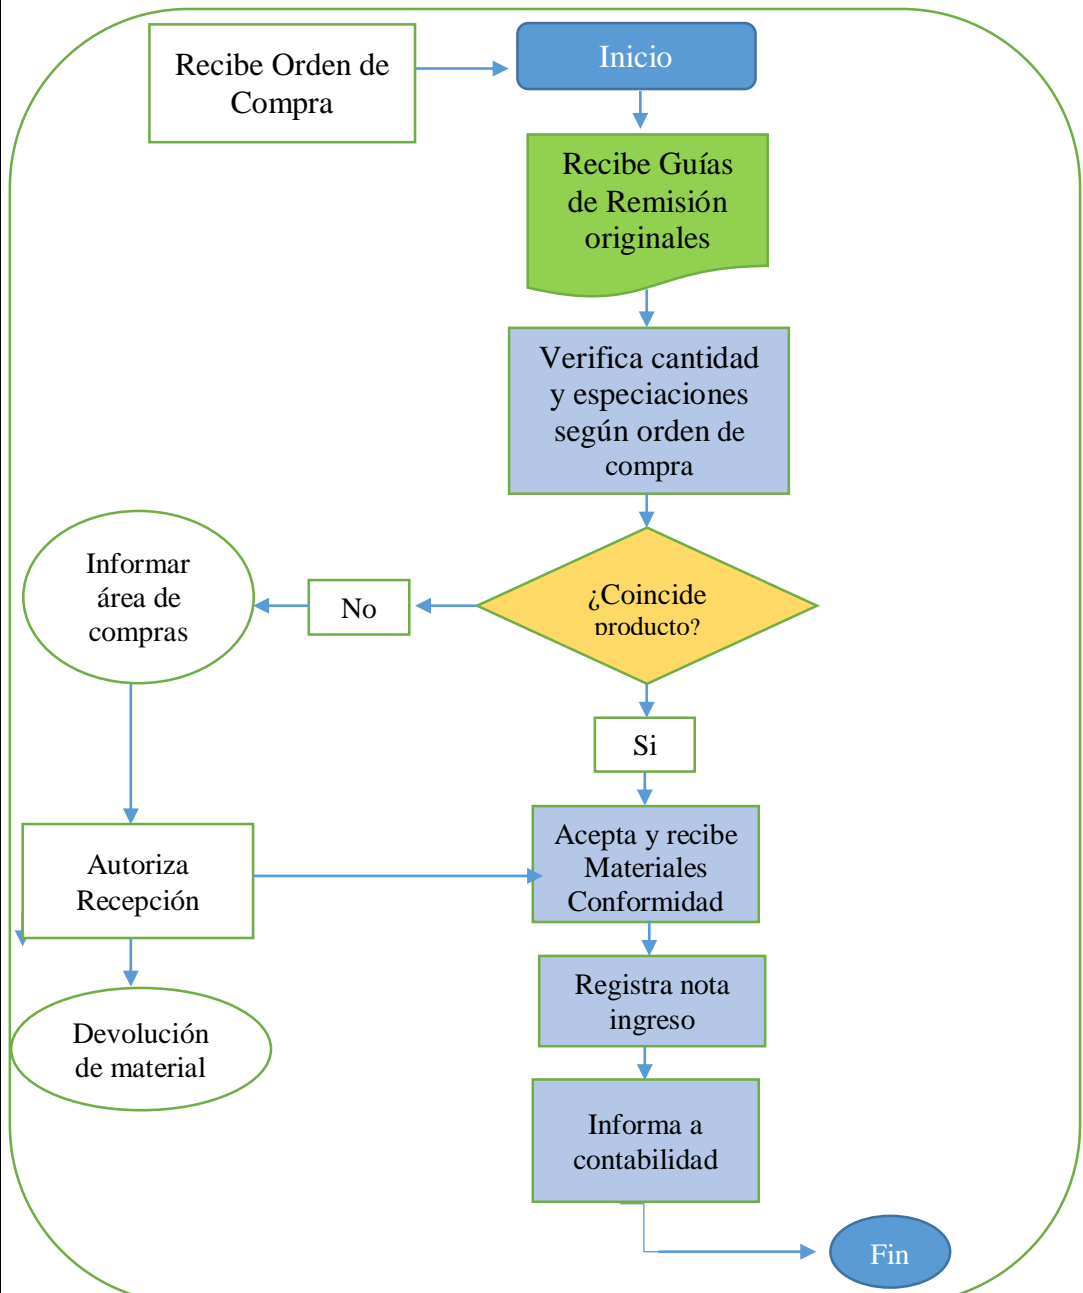 Recibe Orden de
Compra
Inicio
Recibe Guías
de Remisión
originales
Verifica cantidad
y especiaciones
según orden de
compra
¿Coincide
producto?
No
Informar
área de
compras
Si
Autoriza
Recepción
Acepta y recibe
Materiales
Conformidad
Registra nota
ingreso
Devolución
de material
Informa a
contabilidad
Fin